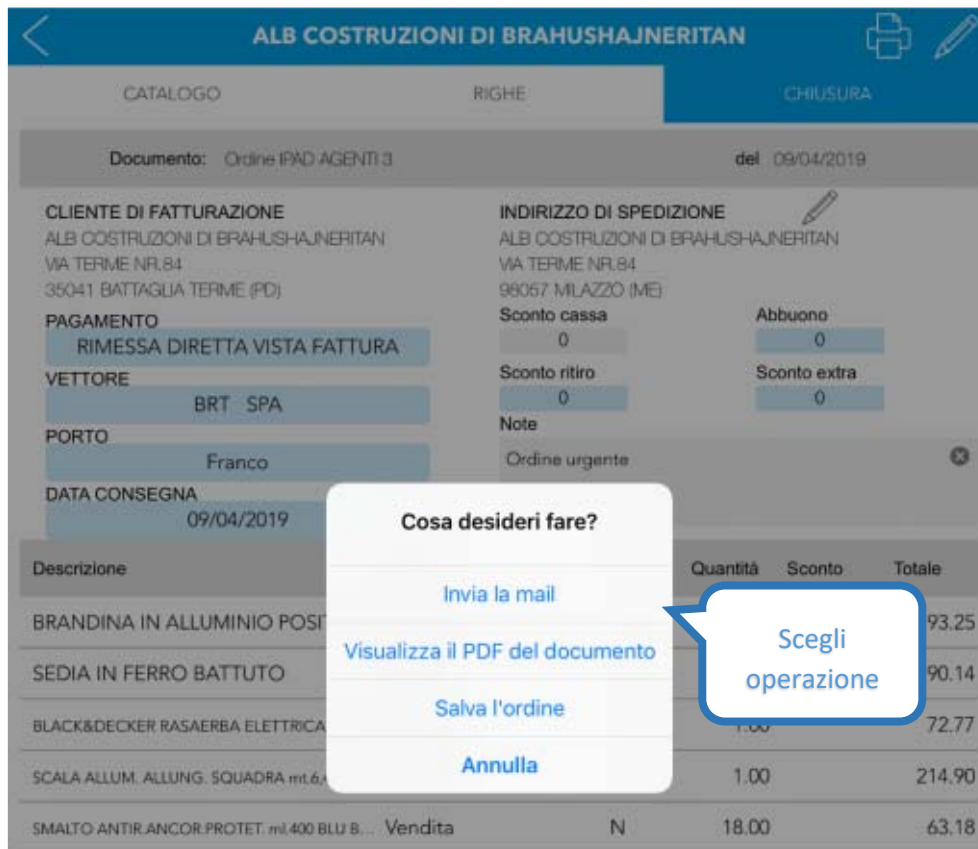 ALB COSTRUZIONI DI BRAHUSHAJNERITAN
CATALOGO RIGHE CHIUSURA
Documento: Ordine IPAD AGENTI 3 del 09/04/2019
CLIENTE DI FATTURAZIONE
ALB COSTRUZIONI DI BRAHUSHAJNERITAN
VIA TERME NR.84
35041 BATTAGLIA TERME (PD)
INDIRIZZO DI SPEDIZIONE
ALB COSTRUZIONI DI BRAHUSHAJNERITAN
VIA TERME NR.84
98057 MILAZZO (ME)
PAGAMENTO
RIMESSA DIRETTA VISTA FATTURA
VETTORE
BRT SPA
PORTO
Franco
DATA CONSEGNA
09/04/2019
Sconto cassa Abbuono
0 0
Sconto ritiro Sconto extra
0 0
Note
Ordine urgente
Cosa desideri fare?
Invia la mail
Visualizza il PDF del documento
Salva l'ordine
Annulla
Scegli
operazione
Descrizione Quantità Sconto Totale
BRANDINA IN ALLUMINIO 93.25
SEDIA IN FERRO BATTUTO 90.14
BLACK&DECKER RASAERBA ELETTRICA 1.00 72.77
SCALA ALLUM. ALLUNG. SQUADRA 1.00 214.90
SMALTO ANTIR.ANCOR.PROTET. ml.400 BLU B... Vendita N 18.00 63.18